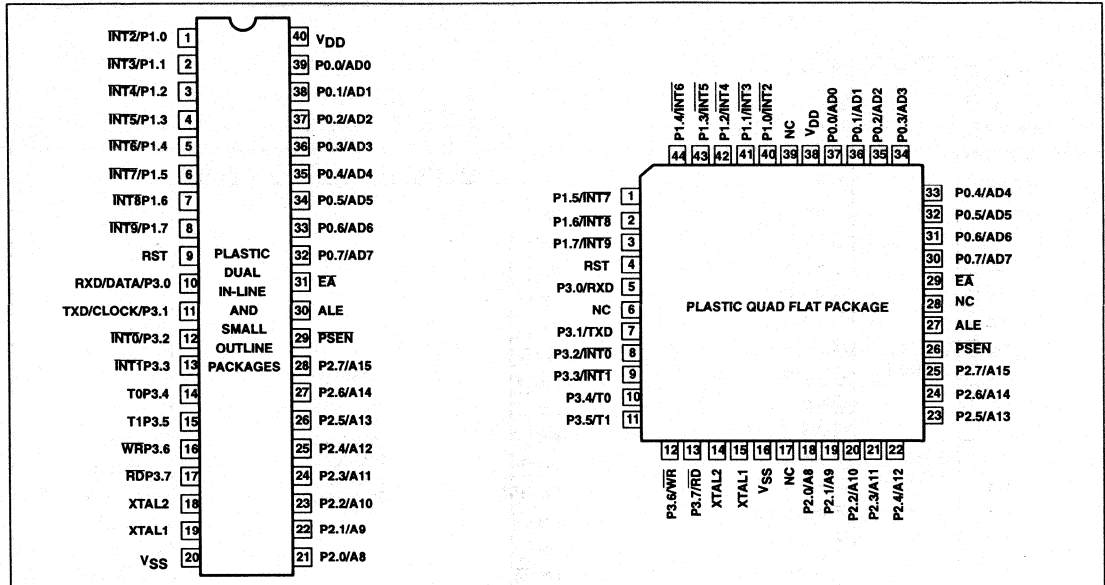 INT2/P1.0 1
INT3/P1.1 2
INT4/P1.2 3
INT5/P1.3 4
INT6/P1.4 5
INT7/P1.5 6
INT8P1.6 7
INT9/P1.7 8
RST 9
RXD/DATA/P3.0 10
TXD/CLOCK/P3.1 11
INT0/P3.2 12
INT1P3.3 13
T0P3.4 14
T1P3.5 15
WRP3.6 16
RDP3.7 17
XTAL2 18
XTAL1 19
VSS 20
PLASTIC
DUAL
IN-LINE
AND
SMALL
OUTLINE
PACKAGES
40 VDD
39 P0.0/AD0
38 P0.1/AD1
37 P0.2/AD2
36 P0.3/AD3
35 P0.4/AD4
34 P0.5/AD5
33 P0.6/AD6
32 P0.7/AD7
31 EA
30 ALE
29 PSEN
28 P2.7/A15
27 P2.6/A14
26 P2.5/A13
25 P2.4/A12
24 P2.3/A11
23 P2.2/A10
22 P2.1/A9
21 P2.0/A8
P1.4/INT6 44
P1.3/INT5 43
P1.2/INT4 42
P1.1/INT3 41
P1.0/INT2 40
NC 39
VDD 38
P0.0/AD0 37
P0.1/AD1 36
P0.2/AD2 35
P0.3/AD3 34
P1.5/INT7 1
P1.6/INT8 2
P1.7/INT9 3
RST 4
P3.0/RXD 5
NC 6
P3.1/TXD 7
P3.2/INT0 8
P3.3/INT1 9
P3.4/T0 10
P3.5/T1 11
PLASTIC QUAD FLAT PACKAGE
33 P0.4/AD4
32 P0.5/AD5
31 P0.6/AD6
30 P0.7/AD7
29 EA
28 NC
27 ALE
26 PSEN
25 P2.7/A15
24 P2.6/A14
23 P2.5/A13
12 P3.6/WR
13 P3.7/RD
14 XTAL2
15 XTAL1
16 VSS
17 NC
18 P2.0/A8
19 P2.1/A9
20 P2.2/A10
21 P2.3/A11
22 P2.4/A12